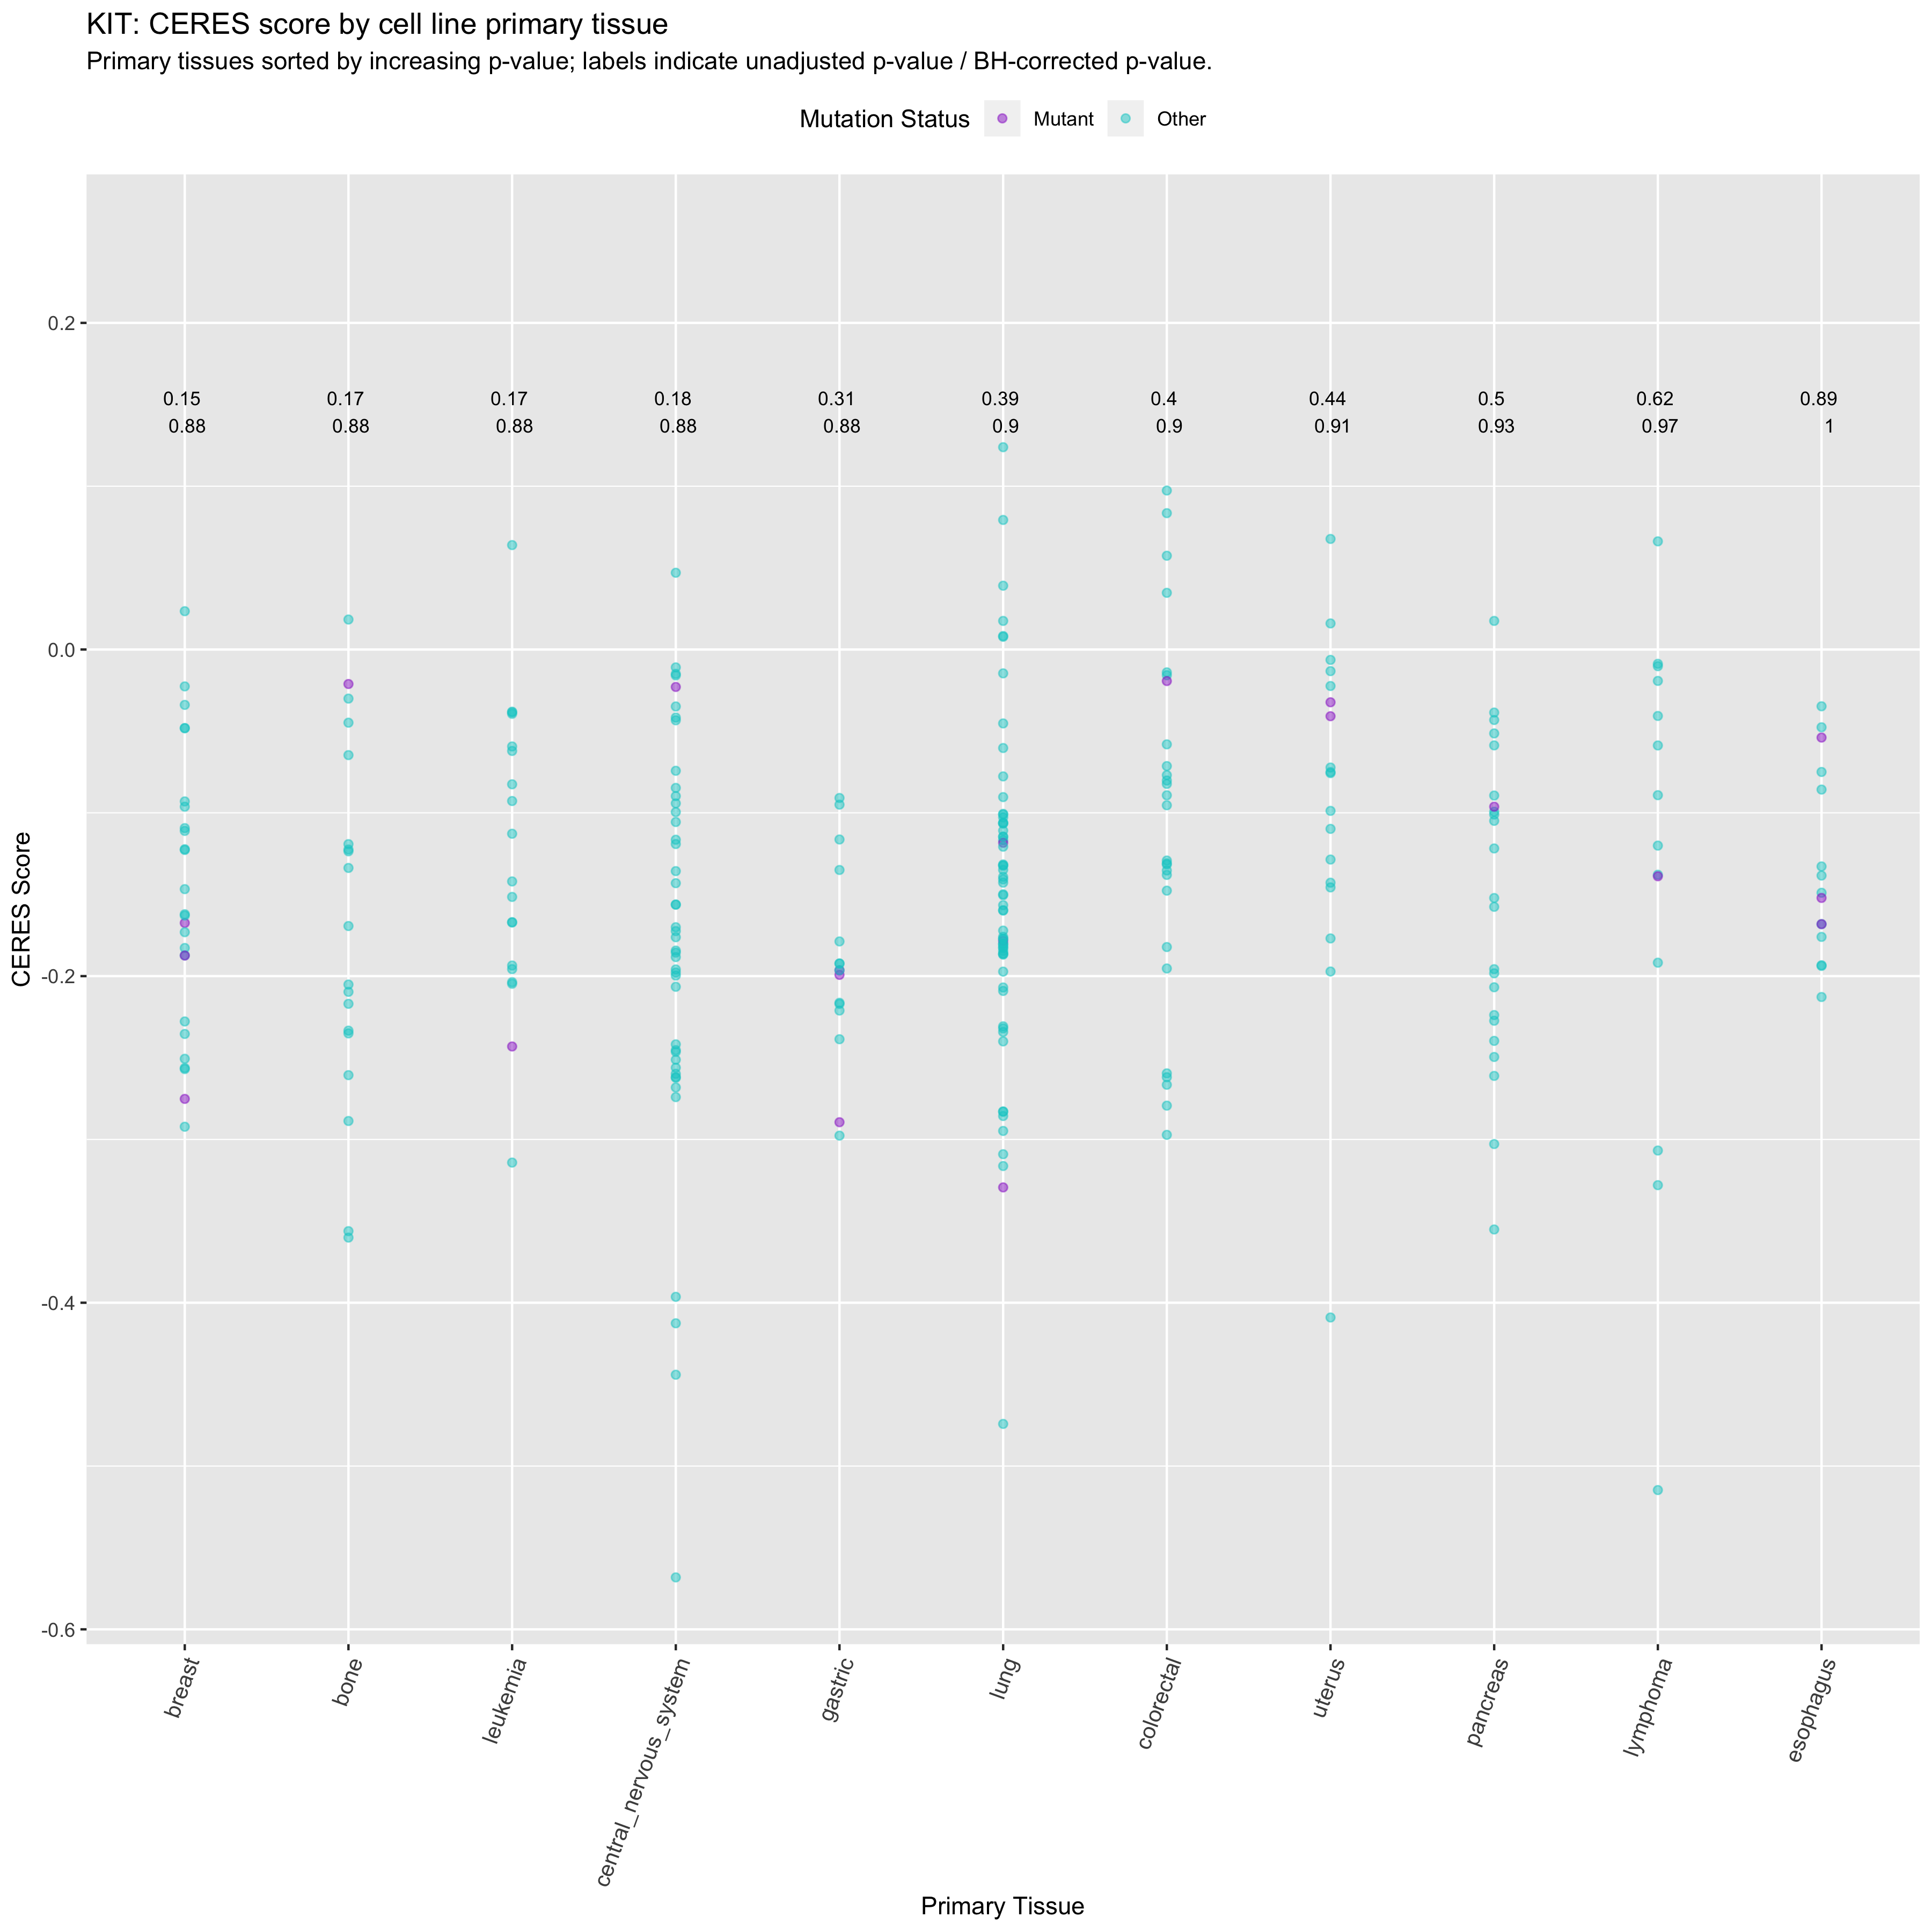 KIT: CERES score by cell line primary tissue
Primary tissues sorted by increasing p-value; labels indicate unadjusted p-value / BH-corrected p-value.
Mutation Status Mutant Other
0.2
0.15 0.17 0.17 0.18 0.31 0.39 0.4 0.44 0.5 0.62 0.89
0.88 0.88 0.88 0.88 0.88 0.9 0.9 0.91 0.93 0.97 1
0.0
CERES Score
-0.2
-0.4
-0.6
breast bone leukemia central_nervous_system gastric lung colorectal uterus pancreas lymphoma esophagus
Primary Tissue